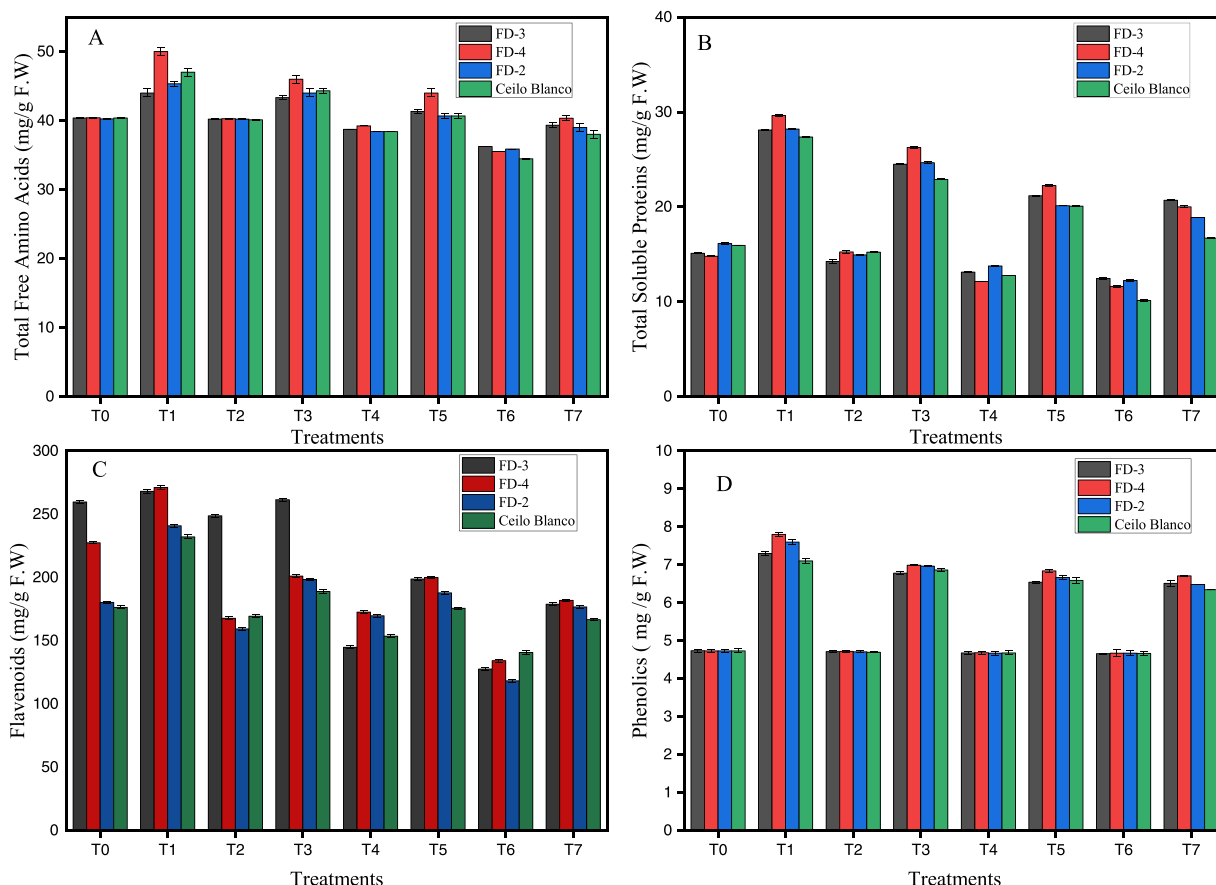 A
FD-3
FD-4
FD-2
Ceilo Blanco
Total Free Amino Acids (mg/g F.W)
50
40
30
20
10
0
T0 T1 T2 T3 T4 T5 T6 T7
Treatments
B
FD-3
FD-4
FD-2
Ceilo Blanco
Total Soluble Proteins (mg/g F.W)
40
30
20
10
0
T0 T1 T2 T3 T4 T5 T6 T7
Treatments
C
FD-3
FD-4
FD-2
Ceilo Blanco
Flavenoids (mg/g F.W)
300
250
200
150
100
50
0
T0 T1 T2 T3 T4 T5 T6 T7
Treatments
D
FD-3
FD-4
FD-2
Ceilo Blanco
Phenolics ( mg /g F.W)
10
9
8
7
6
5
4
3
2
1
0
T0 T1 T2 T3 T4 T5 T6 T7
Treatments